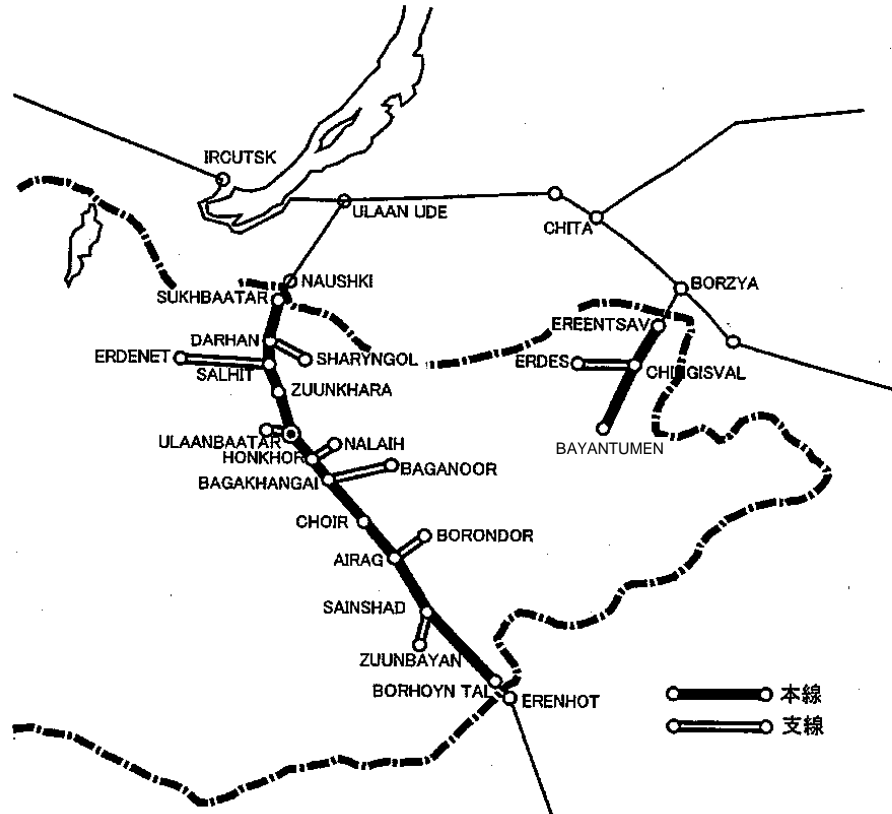 IRCUTSK
ULAAN UDE
CHITA
NAUSHKI
BORZYA
SUKHBAATAR
EREENTSAV
DARHAN
ERDENET
SHARYNGOL
ERDES
SALHIT
CHINGISVAL
ZUUNKHARA
ULAANBAATAR
NALAIH
BAYANTUMEN
HONKHOR
BAGANOOR
BAGAKHANGAI
CHOIR
BORONDOR
AIRAG
SAINSHAD
ZUUNBAYAN
BORHOYN TAL
ERENHOT
本線
支線